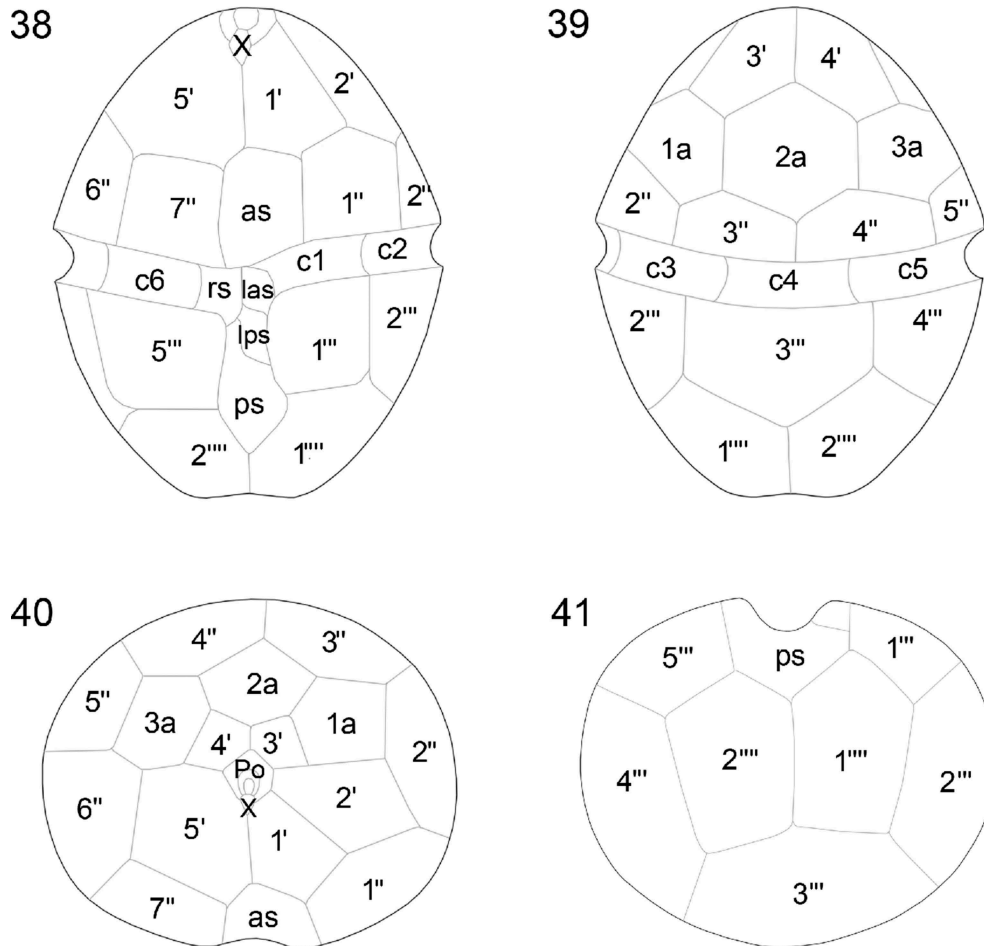 38
X
5' 1' 2'
6" 7" as 1" 2"
c6 rs las c1 c2
5''' lps 1''' 2'''
ps
2'''' 1''''
39
3' 4'
1a 2a 3a
2" 3" 4" 5"
c3 c4 c5
2''' 3''' 4'''
1'''' 2''''
40
4" 3"
5" 3a 2a 1a 2"
4' 3'
Po
X
6" 5' 1' 2'
7" as 1"
41
5''' ps 1'''
4''' 2'''' 1'''' 2'''
3'''